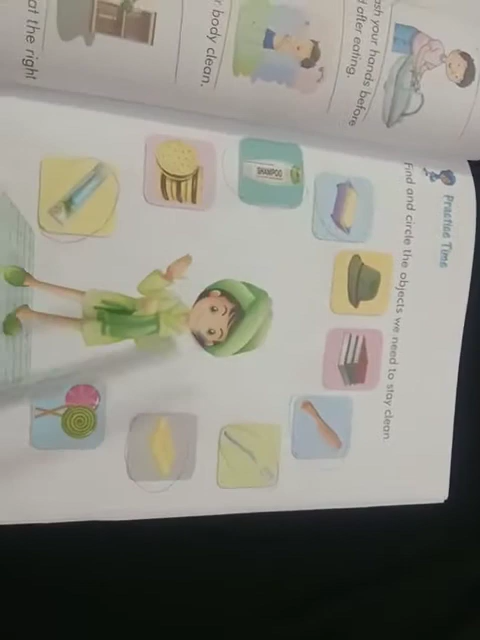 at the right
r body clean.
ash your hands before
after eating.
Practice Time
Find and circle the objects we need to stay clean.
SHAMPOO